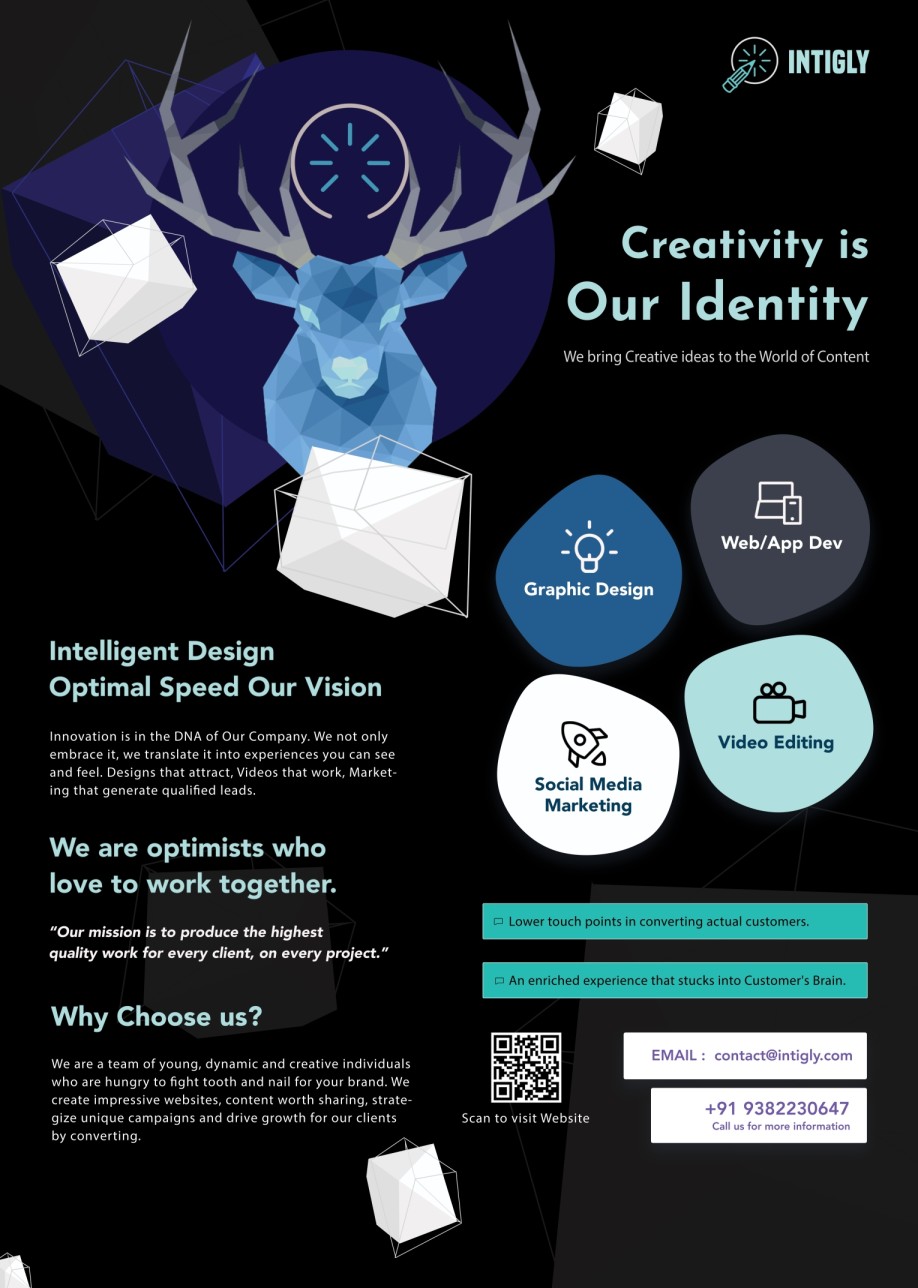 INTIGLY
Creativity is
Our Identity
We bring Creative ideas to the World of Content
Web/App Dev
Graphic Design
Video Editing
Social Media
Marketing
Intelligent Design
Optimal Speed Our Vision
Innovation is in the DNA of Our Company. We not only
embrace it, we translate it into experiences you can see
and feel. Designs that attract, Videos that work, Market-
ing that generate qualified leads.
We are optimists who
love to work together.
“Our mission is to produce the highest
quality work for every client, on every project.”
Why Choose us?
We are a team of young, dynamic and creative individuals
who are hungry to fight tooth and nail for your brand. We
create impressive websites, content worth sharing, strate-
gize unique campaigns and drive growth for our clients
by converting.
Lower touch points in converting actual customers.
An enriched experience that stucks into Customer's Brain.
Scan to visit Website
EMAIL : contact@intigly.com
+91 9382230647
Call us for more information